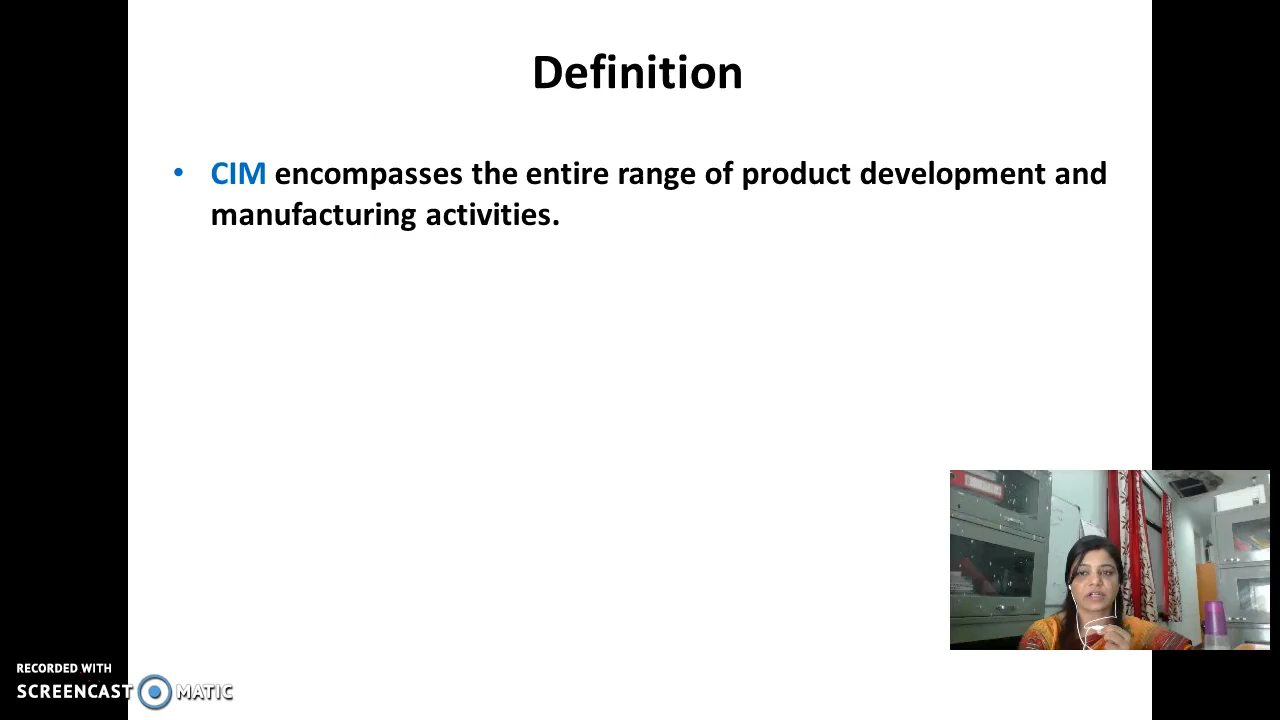 Definition
• CIM encompasses the entire range of product development and
manufacturing activities.
RECORDED WITH
SCREENCAST MATIC